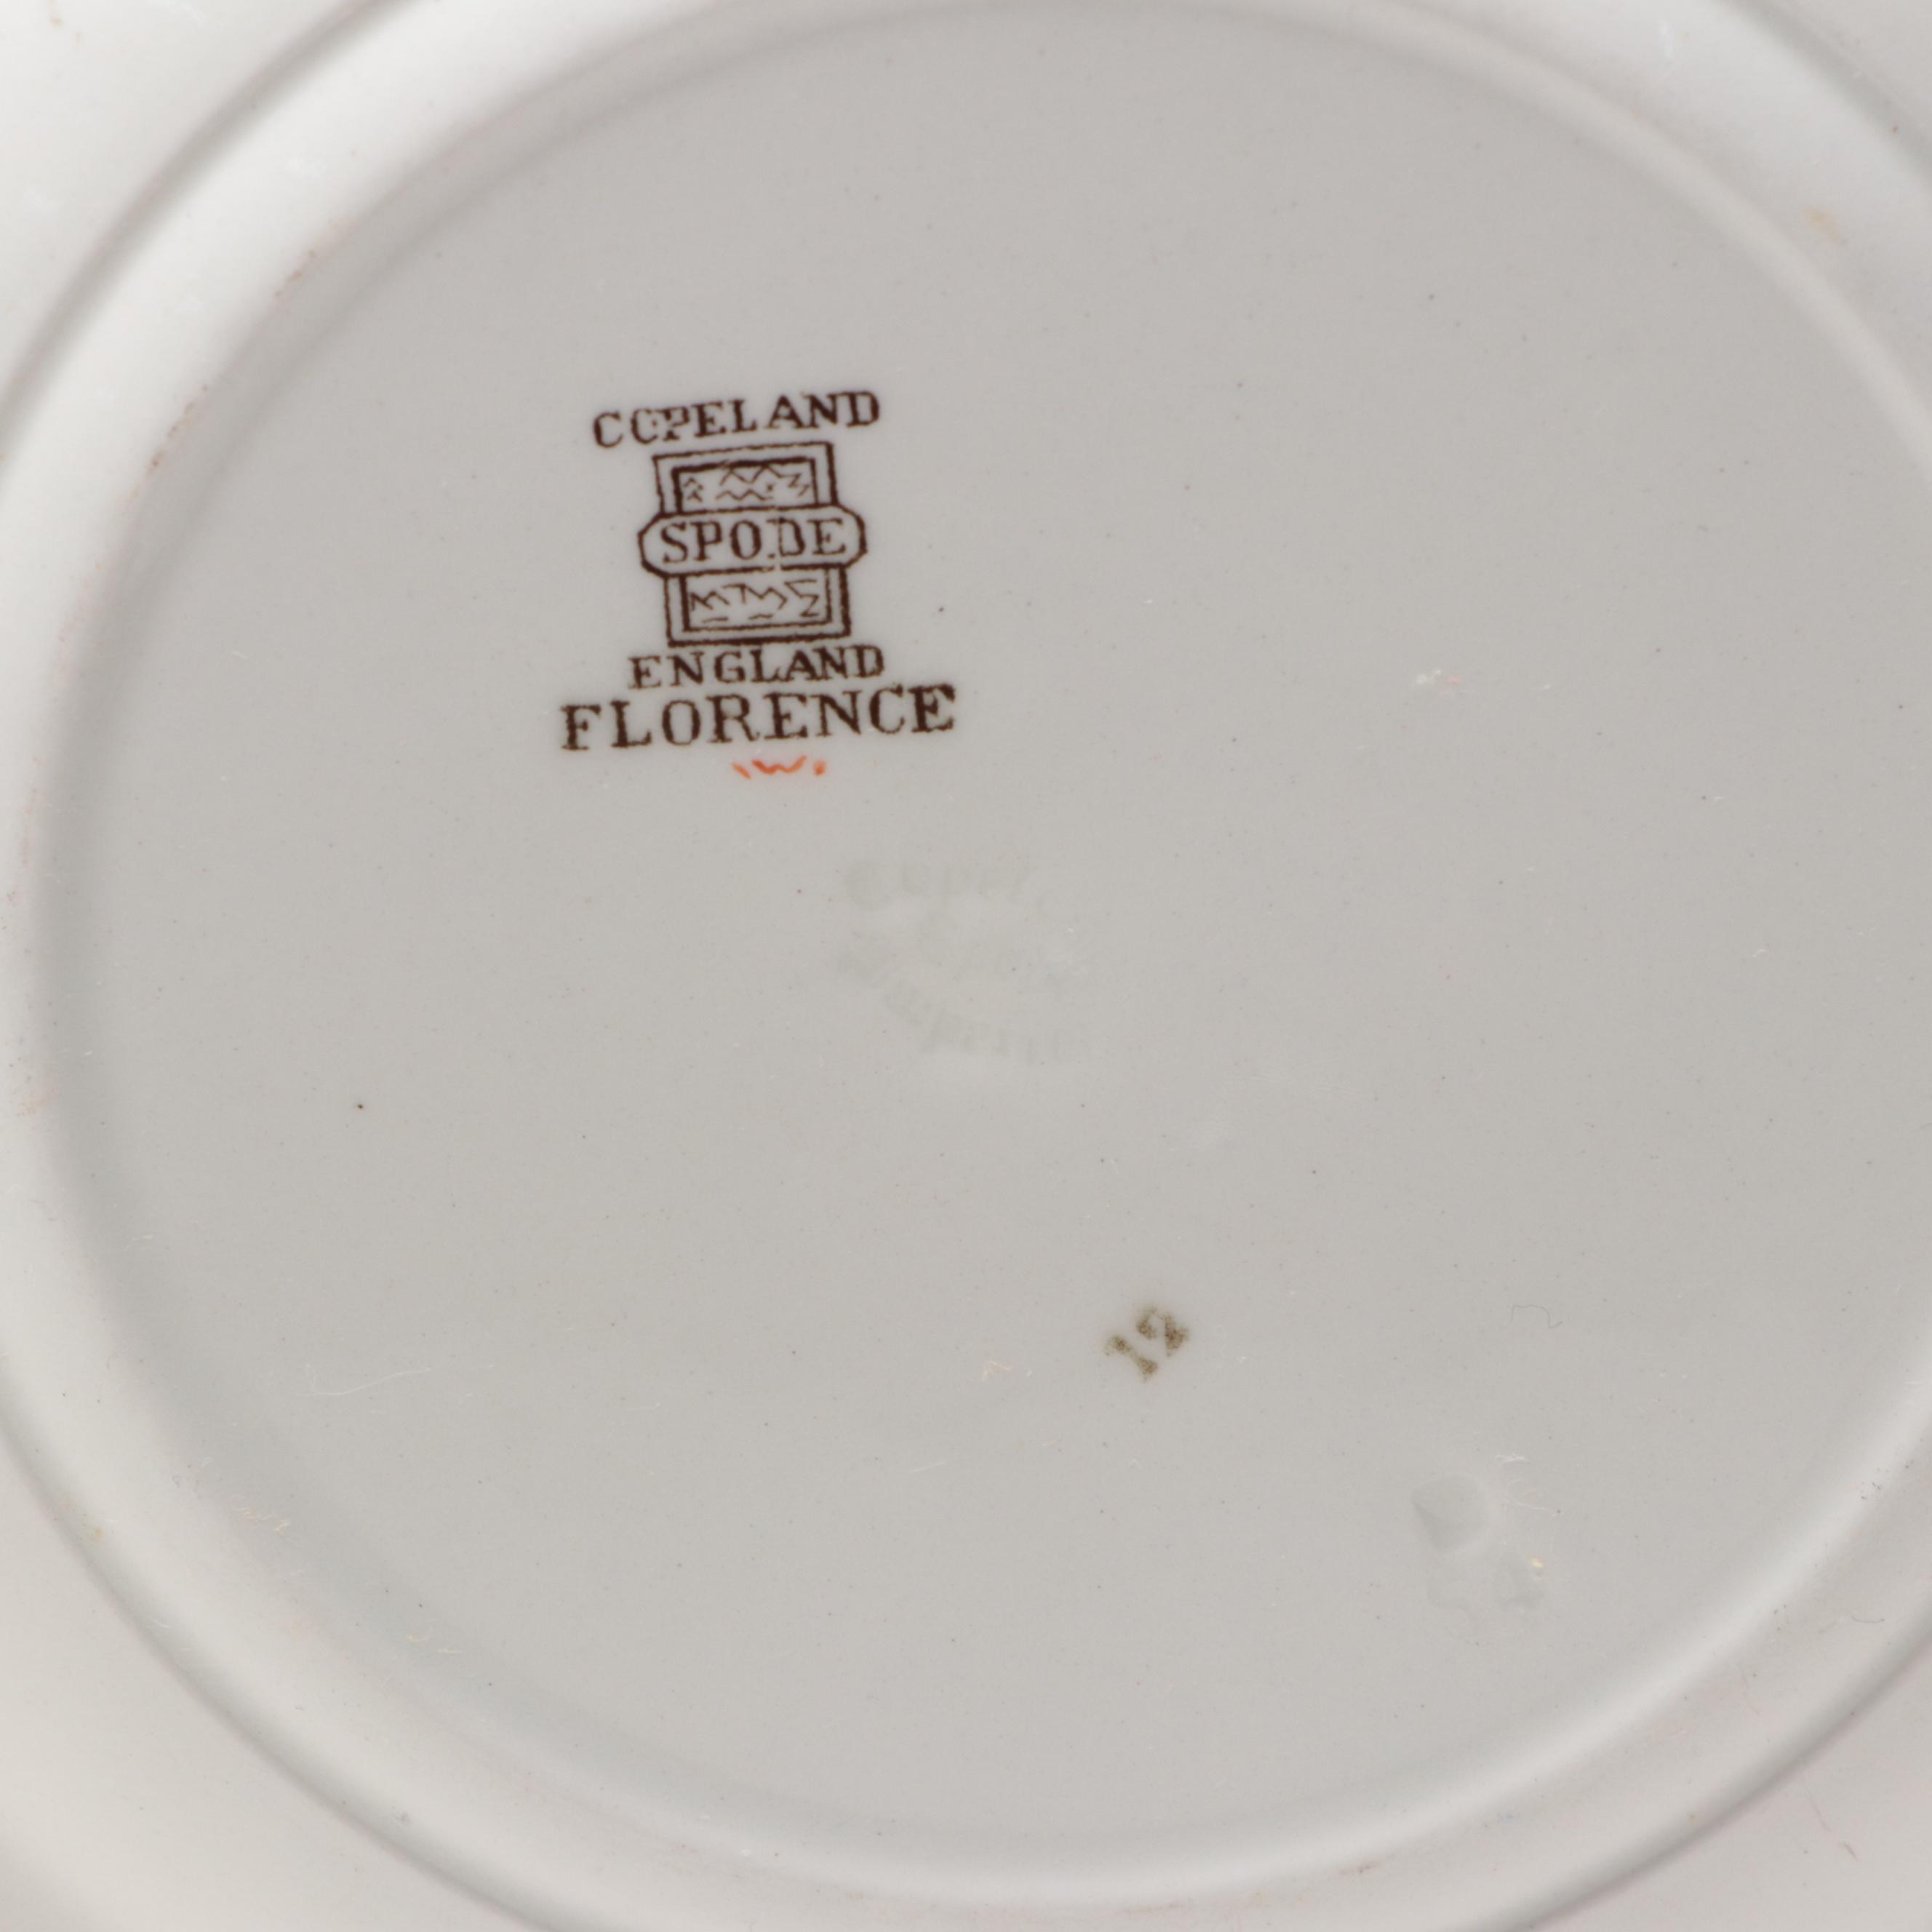 COPELAND
SPODE
ENGLAND
FLORENCE
W
12